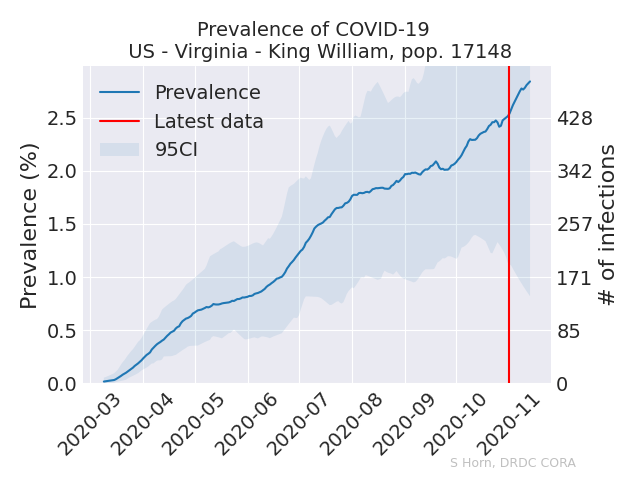 Prevalence of COVID-19
US - Virginia - King William, pop. 17148
Prevalence
Latest data
95CI
Prevalence (%)
2.5
2.0
1.5
1.0
0.5
0.0
428
342
257
171
85
0
# of infections
2020-03
2020-04
2020-05
2020-06
2020-07
2020-08
2020-09
2020-10
2020-11
S Horn, DRDC CORA